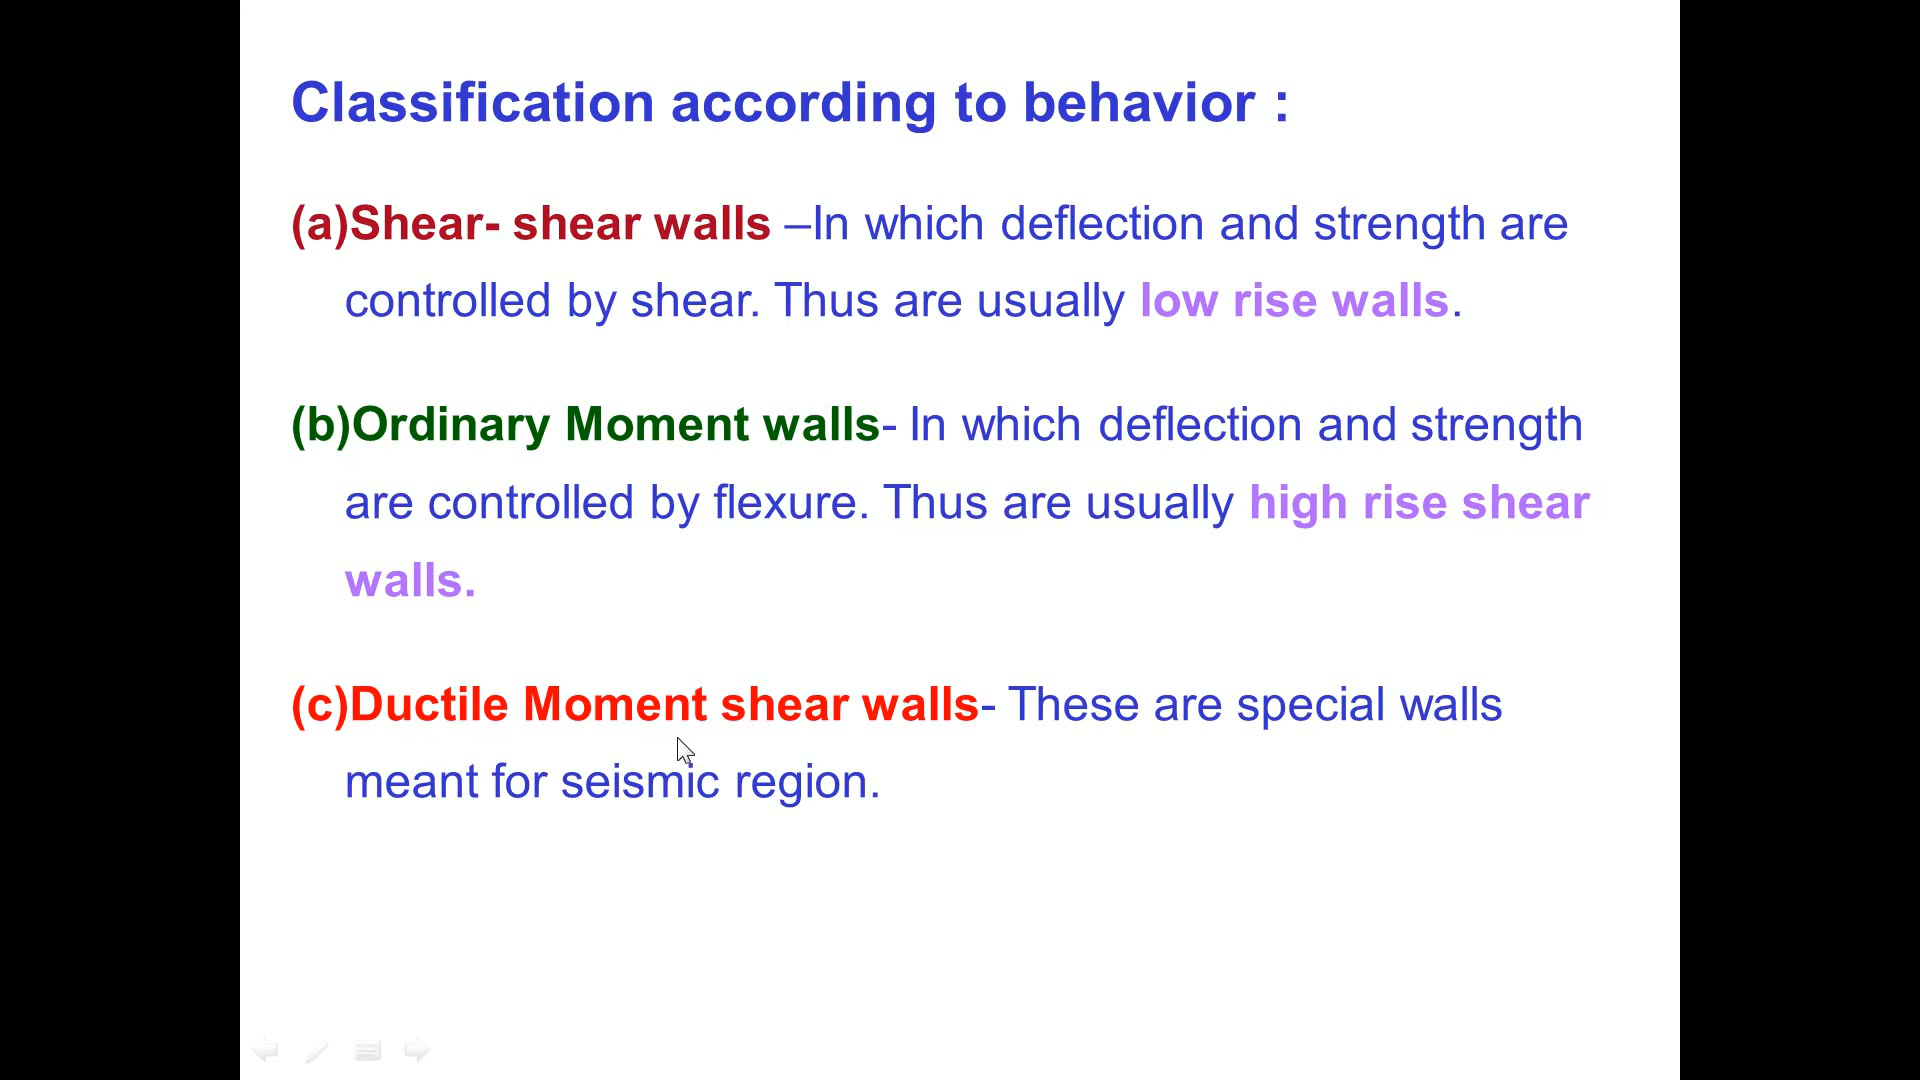 Classification according to behavior :
(a)Shear- shear walls –In which deflection and strength are
controlled by shear. Thus are usually low rise walls.
(b)Ordinary Moment walls- In which deflection and strength
are controlled by flexure. Thus are usually high rise shear
walls.
(c)Ductile Moment shear walls- These are special walls
meant for seismic region.